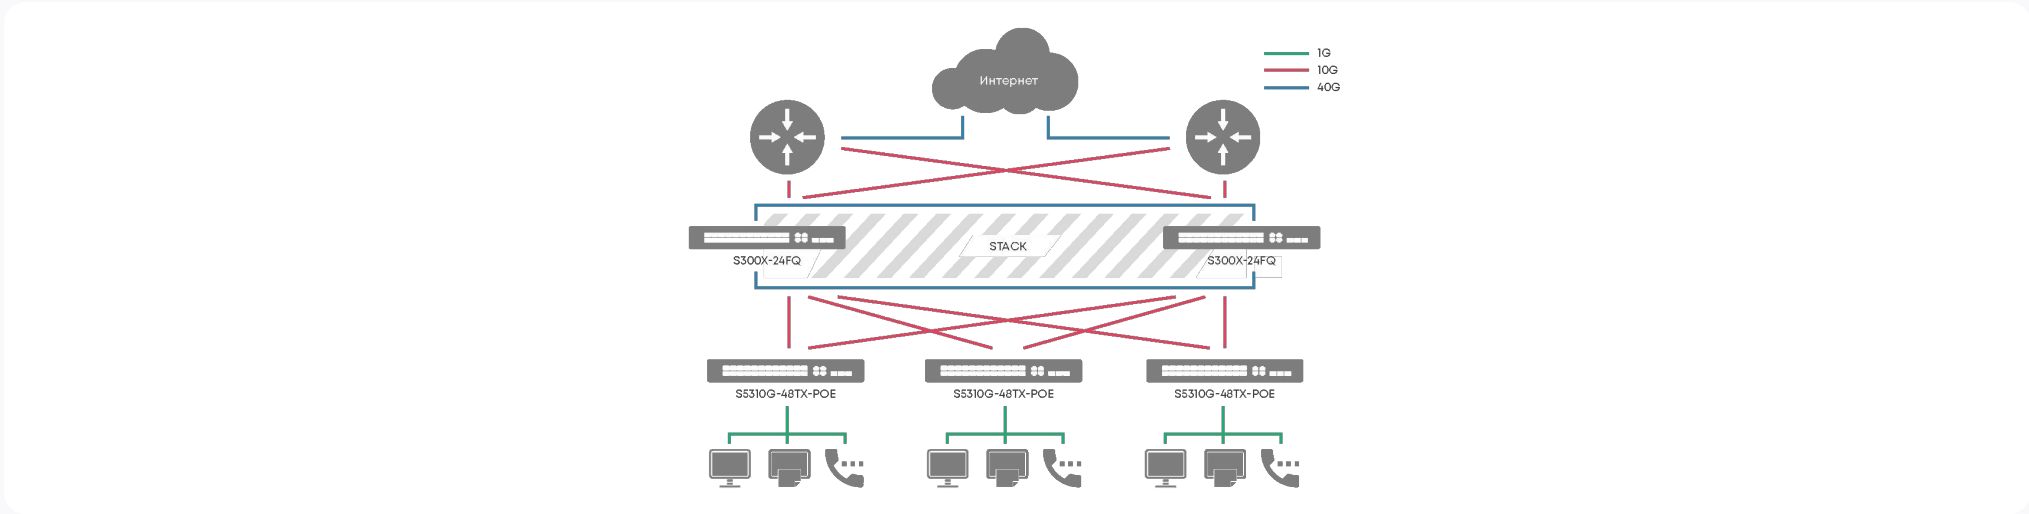 Интернет
1G
10G
40G
STACK
S300X-24FQ
S300X-24FQ
S5310G-48TX-POE
S5310G-48TX-POE
S5310G-48TX-POE